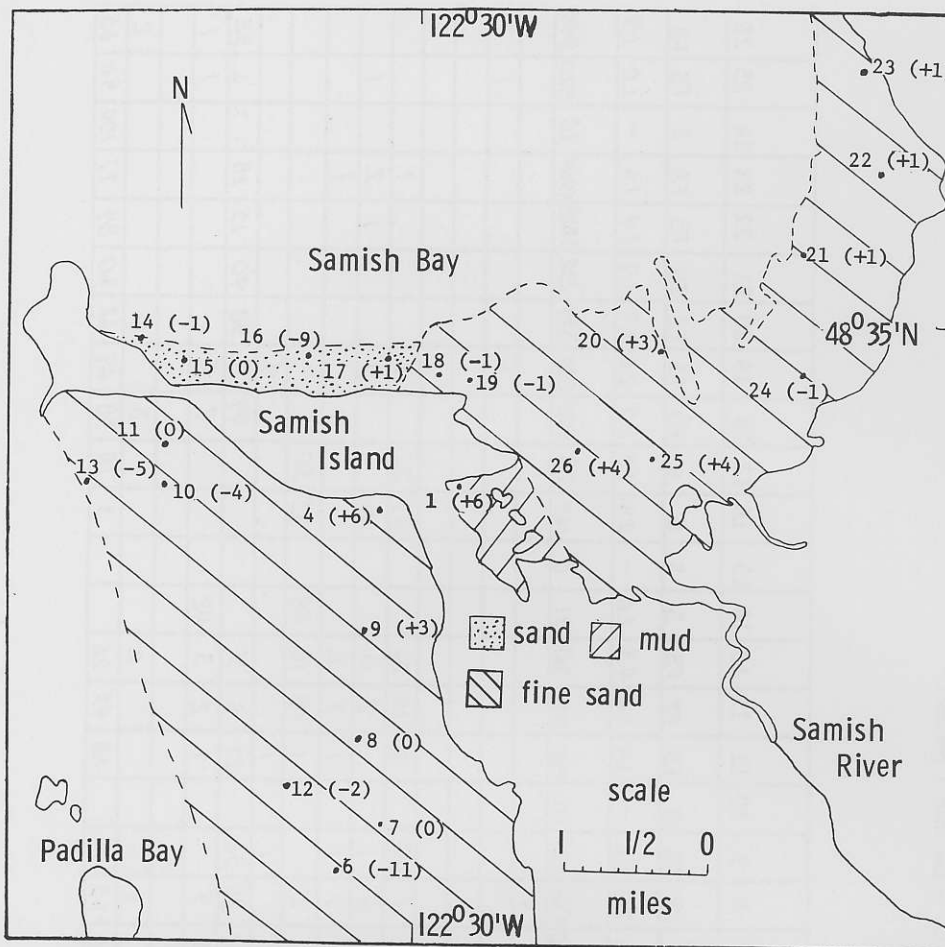 122⁰ 30'W
23 (+1
N
22 (+1)
Samish Bay
21 (+1)
14 (-1)
16 (-9)
20 (+3)
48⁰ 35'N
15 (0)
17 (+1)
18 (-1)
19 (-1)
24 (-1)
11 (0)
Samish
Island
13 (-5)
10 (-4)
26 (+4)
25 (+4)
4 (+6)
1 (+6)
9 (+3)
sand
mud
fine sand
8 (0)
Samish
River
12 (-2)
scale
7 (0)
1 1/2 0
Padilla Bay
6 (-11)
miles
122⁰ 30'W